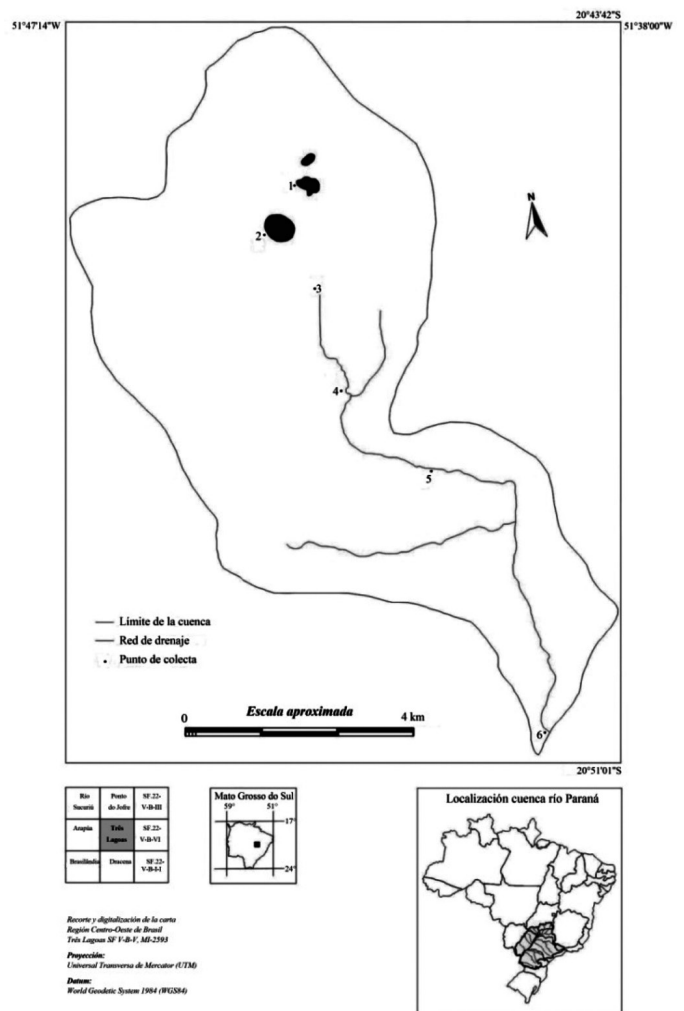 20°43'42"S
51°47'14"W
51°38'00"W
N
1
2
3
4
5
Límite de la cuenca
Red de drenaje
Punto de colecta
Escala aproximada
0 4 km
6
20°51'01"S
Río Sucuriú
Ponto do Jofre
SF.22-V-B-III
Arapúa
Três Lagoas
SF.22-V-B-VI
Brasilândia
Dracena
SF.22-V-B-I-I
Mato Grosso do Sul
59° 51°
17°
24°
Localización cuenca río Paraná
Recorte y digitalización de la carta
Región Centro-Oeste de Brasil
Três Lagoas SF V-B-V, MI-2593
Proyección:
Universal Transversa de Mercator (UTM)
Datum:
World Geodetic System 1984 (WGS84)